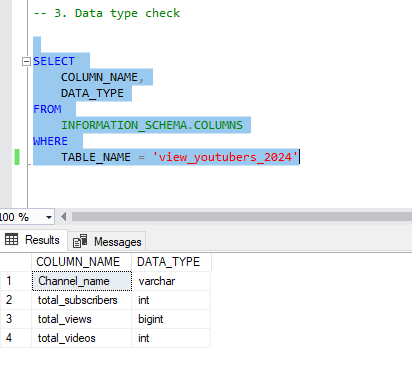 -- 3. Data type check
SELECT
COLUMN_NAME,
DATA_TYPE
FROM
INFORMATION_SCHEMA.COLUMNS
WHERE
TABLE_NAME = 'view_youtubers_2024'
100 %
Results Messages
COLUMN_NAME DATA_TYPE
1 Channel_name varchar
2 total_subscribers int
3 total_views bigint
4 total_videos int